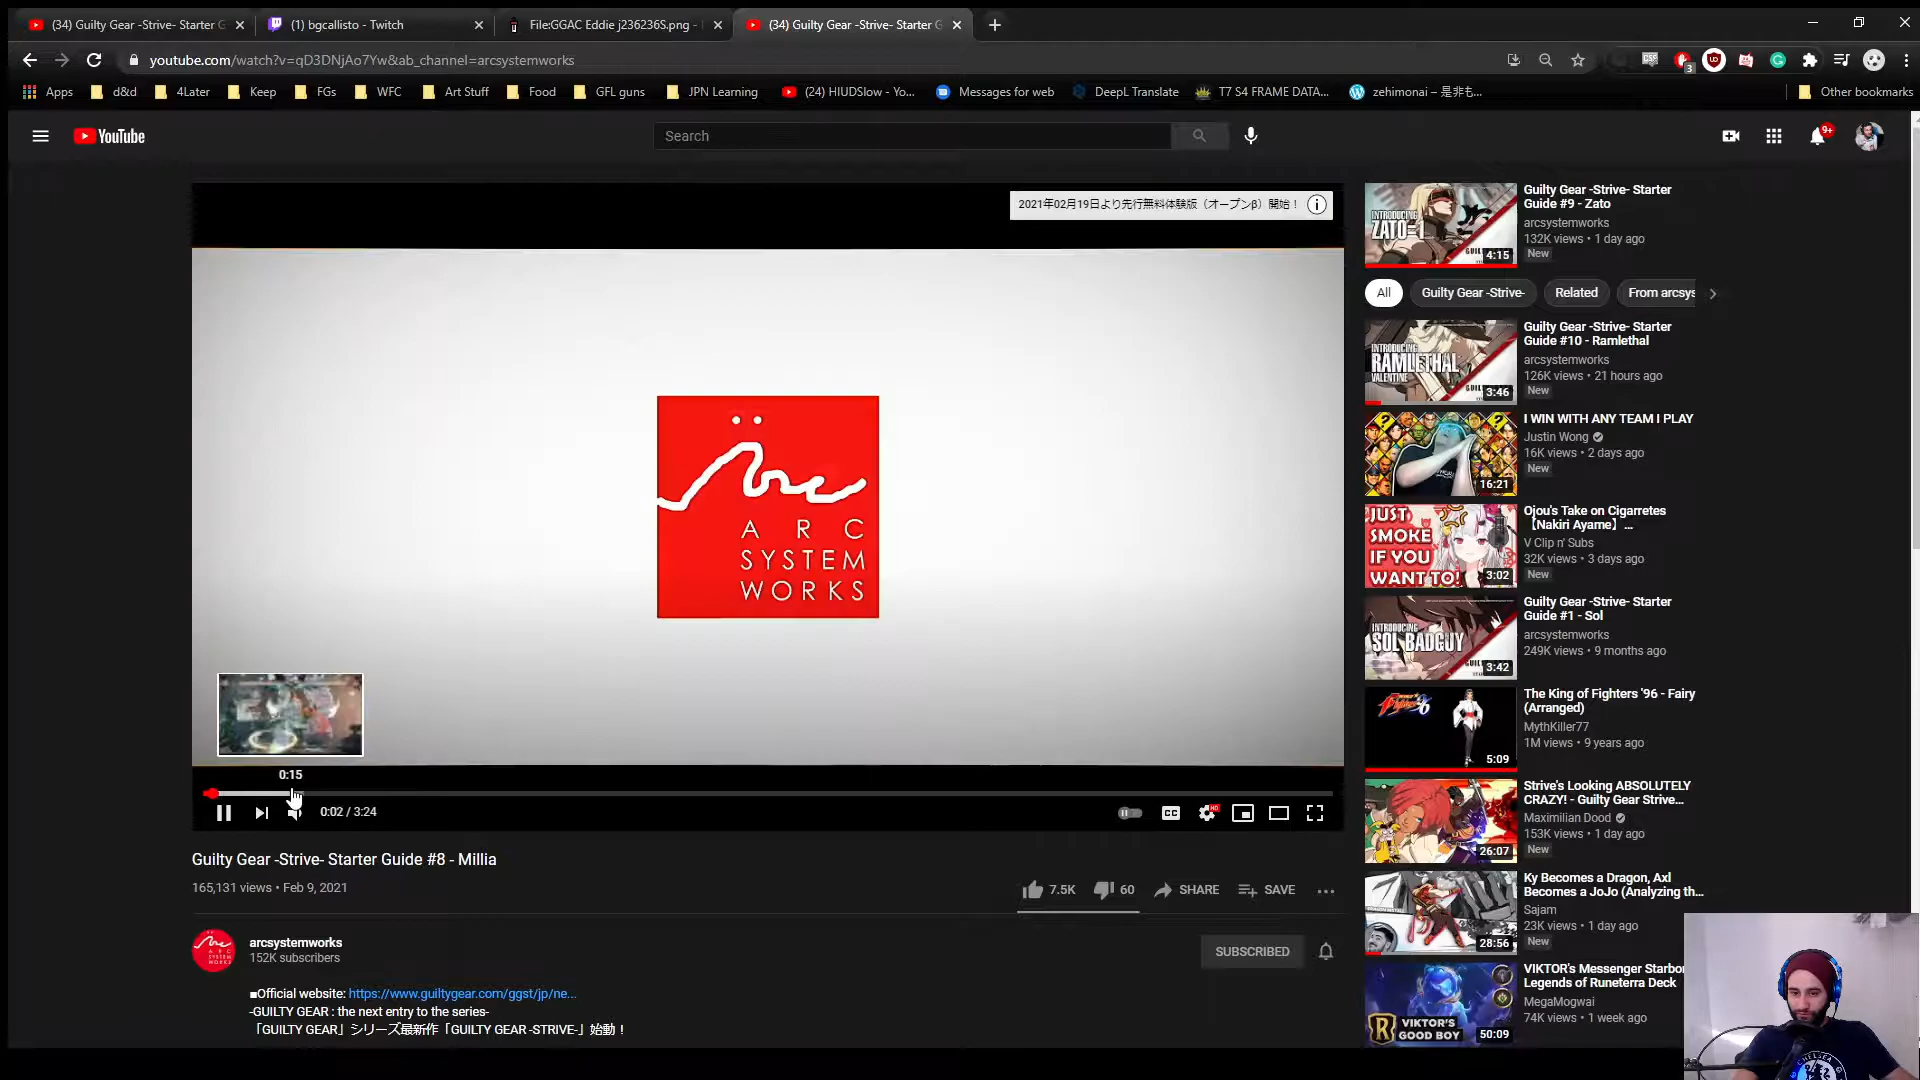 (34) Guilty Gear -Strive- Starter G
(1) bgcallisto - Twitch
File:GGAC Eddie j236236S.png -
(34) Guilty Gear -Strive- Starter G
youtube.com/watch?v=qD3DNjAo7Yw&ab_channel=arcsystemworks
3
Apps
d&d
4Later
Keep
FGs
WFC
Art Stuff
Food
GFL guns
JPN Learning
(24) HIUDSlow - Yo...
Messages for web
DeepL Translate
T7 S4 FRAME DATA...
zehimonai – 是非も...
Other bookmarks
YouTube
Search
9+
2021年02月19日より先行無料体験版（オープンβ）開始！
Arc
ARC
SYSTEM
WORKS
0:15
0:02 / 3:24
CC
HD
Guilty Gear -Strive- Starter Guide #8 - Millia
165,131 views • Feb 9, 2021
7.5K
60
SHARE
SAVE
arcsystemworks
152K subscribers
SUBSCRIBED
■Official website: https://www.guiltygear.com/ggst/jp/ne...
-GUILTY GEAR : the next entry to the series-
「GUILTY GEAR」シリーズ最新作「GUILTY GEAR -STRIVE-」始動！
INTRODUCING
ZATO=1
4:15
Guilty Gear -Strive- Starter
Guide #9 - Zato
arcsystemworks
132K views • 1 day ago
New
All
Guilty Gear -Strive-
Related
From arcsys
INTRODUCING
RAMLETHAL
VALENTINE
3:46
Guilty Gear -Strive- Starter
Guide #10 - Ramlethal
arcsystemworks
126K views • 21 hours ago
New
16:21
I WIN WITH ANY TEAM I PLAY
Justin Wong
16K views • 2 days ago
New
JUST
SMOKE
IF YOU
WANT TO!
3:02
Ojou's Take on Cigarretes
【Nakiri Ayame】...
V Clip n' Subs
32K views • 3 days ago
New
INTRODUCING
SOL BADGUY
3:42
Guilty Gear -Strive- Starter
Guide #1 - Sol
arcsystemworks
249K views • 9 months ago
5:09
The King of Fighters '96 - Fairy
(Arranged)
MythKiller77
1M views • 9 years ago
26:07
Strive's Looking ABSOLUTELY
CRAZY! - Guilty Gear Strive...
Maximilian Dood
153K views • 1 day ago
New
28:56
Ky Becomes a Dragon, Axl
Becomes a JoJo (Analyzing th...
Sajam
23K views • 1 day ago
New
VIKTOR'S
GOOD BOY
50:09
VIKTOR's Messenger Starbo
Legends of Runeterra Deck
MegaMogwai
74K views • 1 week ago